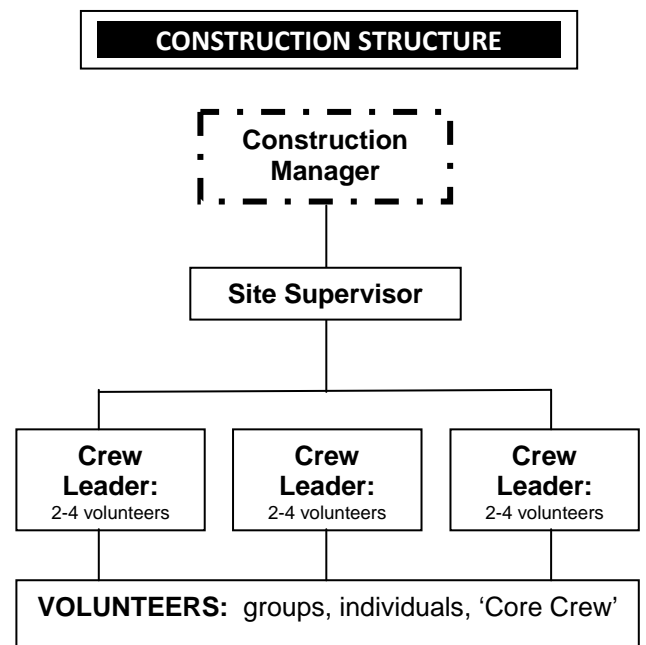 CONSTRUCTION STRUCTURE
Construction
Manager
Site Supervisor
Crew
Leader:
2-4 volunteers
Crew
Leader:
2-4 volunteers
Crew
Leader:
2-4 volunteers
VOLUNTEERS: groups, individuals, ‘Core Crew’